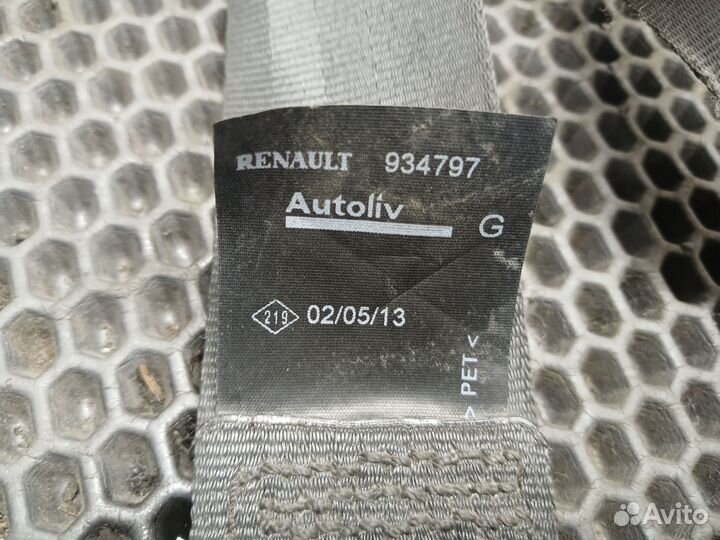 RENAULT 934797
Autoliv
G
219 02/05/13
> PET <
Avito